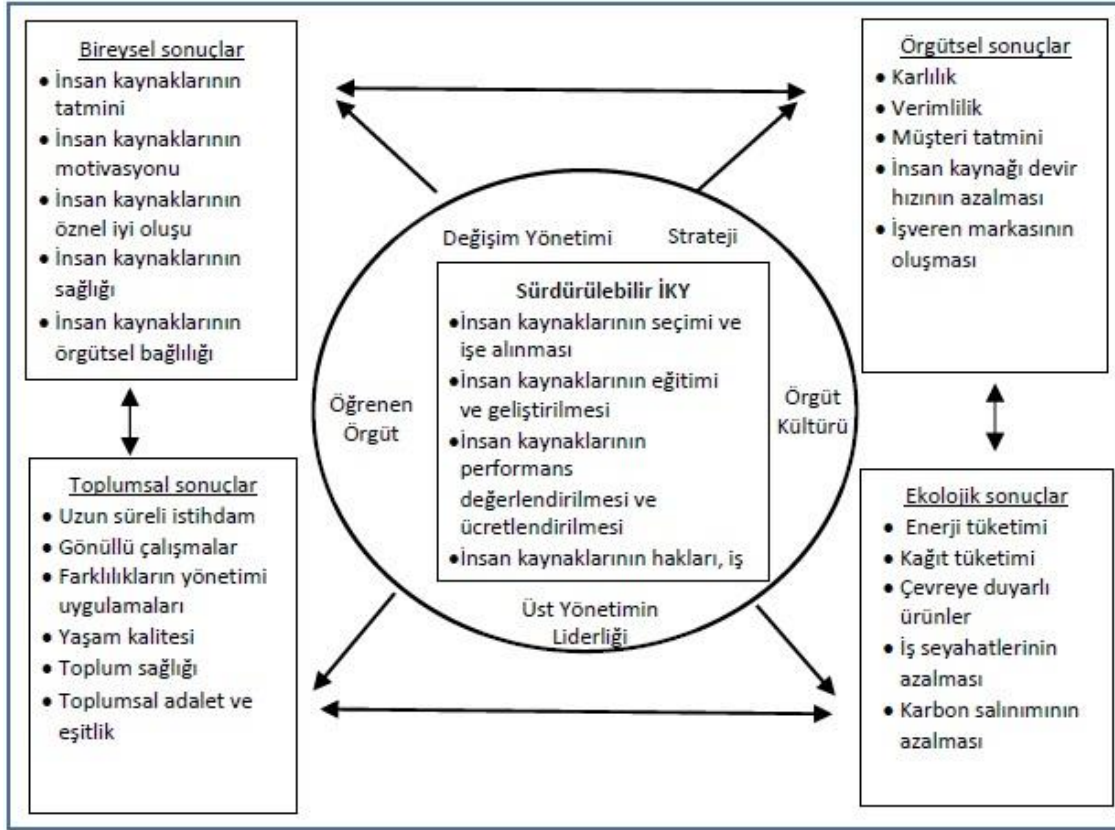 Bireysel sonuçlar
• İnsan kaynaklarının
tatmini
• İnsan kaynaklarının
motivasyonu
• İnsan kaynaklarının
öznel iyi oluşu
• İnsan kaynaklarının
sağlığı
• İnsan kaynaklarının
örgütsel bağlılığı
Örgütsel sonuçlar
• Karlılık
• Verimlilik
• Müşteri tatmini
• İnsan kaynağı devir
hızının azalması
• İşveren markasının
oluşması
Değişim Yönetimi
Strateji
Öğrenen
Örgüt
Sürdürülebilir İKY
•İnsan kaynaklarının seçimi ve
işe alınması
•İnsan kaynaklarının eğitimi
ve geliştirilmesi
•İnsan kaynaklarının
performans
değerlendirilmesi ve
ücretlendirilmesi
•İnsan kaynaklarının hakları, iş
Örgüt
Kültürü
Üst Yönetimin
Liderliği
Toplumsal sonuçlar
• Uzun süreli istihdam
• Gönüllü çalışmalar
• Farklılıkların yönetimi
uygulamaları
• Yaşam kalitesi
• Toplum sağlığı
• Toplumsal adalet ve
eşitlik
Ekolojik sonuçlar
• Enerji tüketimi
• Kağıt tüketimi
• Çevreye duyarlı
ürünler
• İş seyahatlerinin
azalması
• Karbon salınımının
azalması